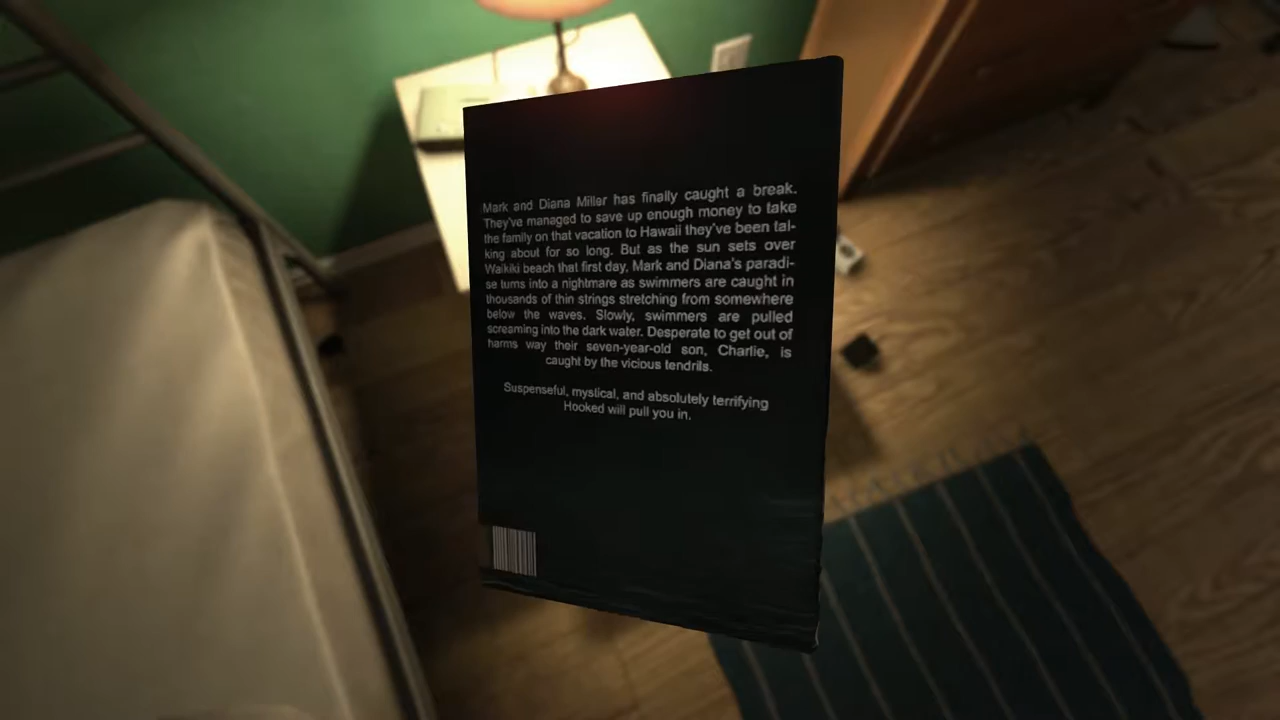 Mark and Diana Miller has finally caught a break.
They've managed to save up enough money to take
the family on that vacation to Hawaii they've been tal-
king about for so long. But as the sun sets over
Waikiki beach that first day, Mark and Diana's paradi-
se turns into a nightmare as swimmers are caught in
thousands of thin strings stretching from somewhere
below the waves. Slowly, swimmers are pulled
screaming into the dark water. Desperate to get out of
harms way their seven-year-old son, Charlie, is
caught by the vicious tendrils.
Suspenseful, mystical, and absolutely terrifying
Hooked will pull you in.